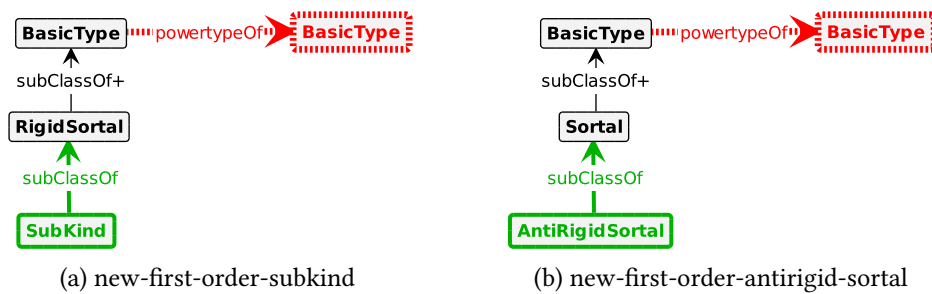 BasicType powertypeOf BasicType
subClassOf+
RigidSortal
subClassOf
SubKind
(a) new-first-order-subkind
BasicType powertypeOf BasicType
subClassOf+
Sortal
subClassOf
AntiRigidSortal
(b) new-first-order-antirigid-sortal